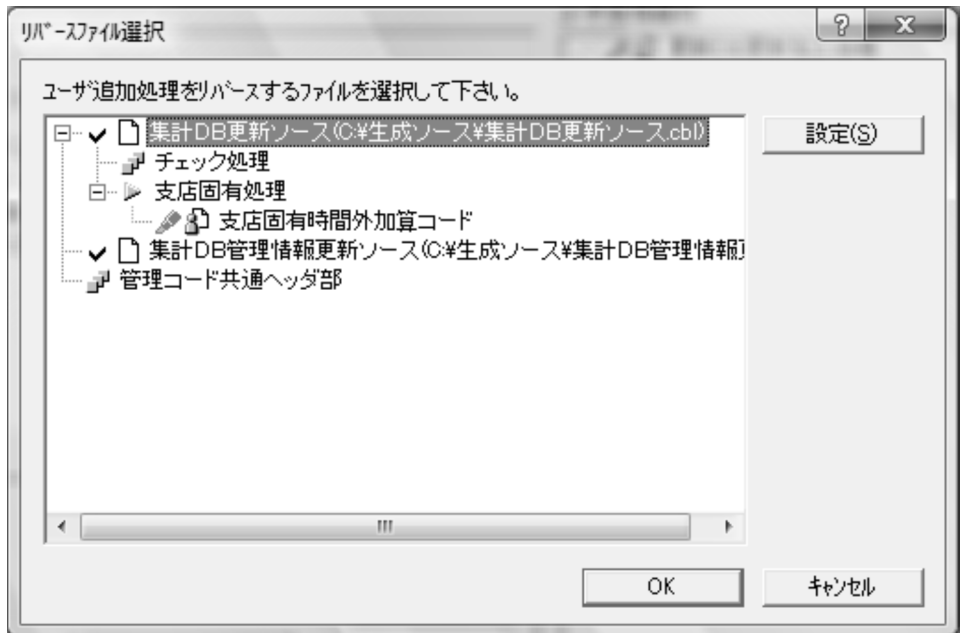 リバースファイル選択
ユーザ追加処理をリバースするファイルを選択して下さい。
集計DB更新ソース(C:¥生成ソース¥集計DB更新ソース.cbl)
設定(S)
チェック処理
支店固有処理
支店固有時間外加算コード
集計DB管理情報更新ソース(C:¥生成ソース¥集計DB管理情報
管理コード共通ヘッダ部
OK
キャンセル